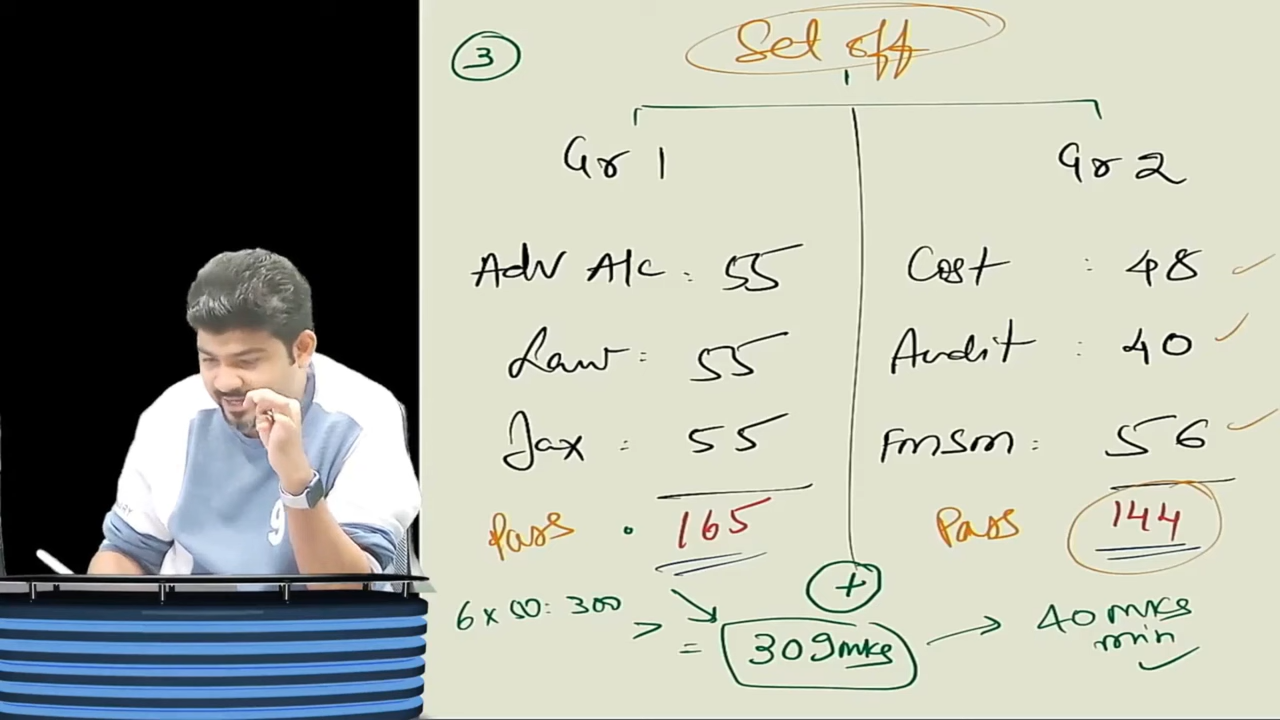 3
Set off
Gr 1
Gr 2
Adv A/c : 55
Cost : 48
Law : 55
Audit : 40
Tax : 55
FMSM : 56
Pass . 165
Pass 144
+
6 x 50: 300 > = 309 mks
40 mks
min
9